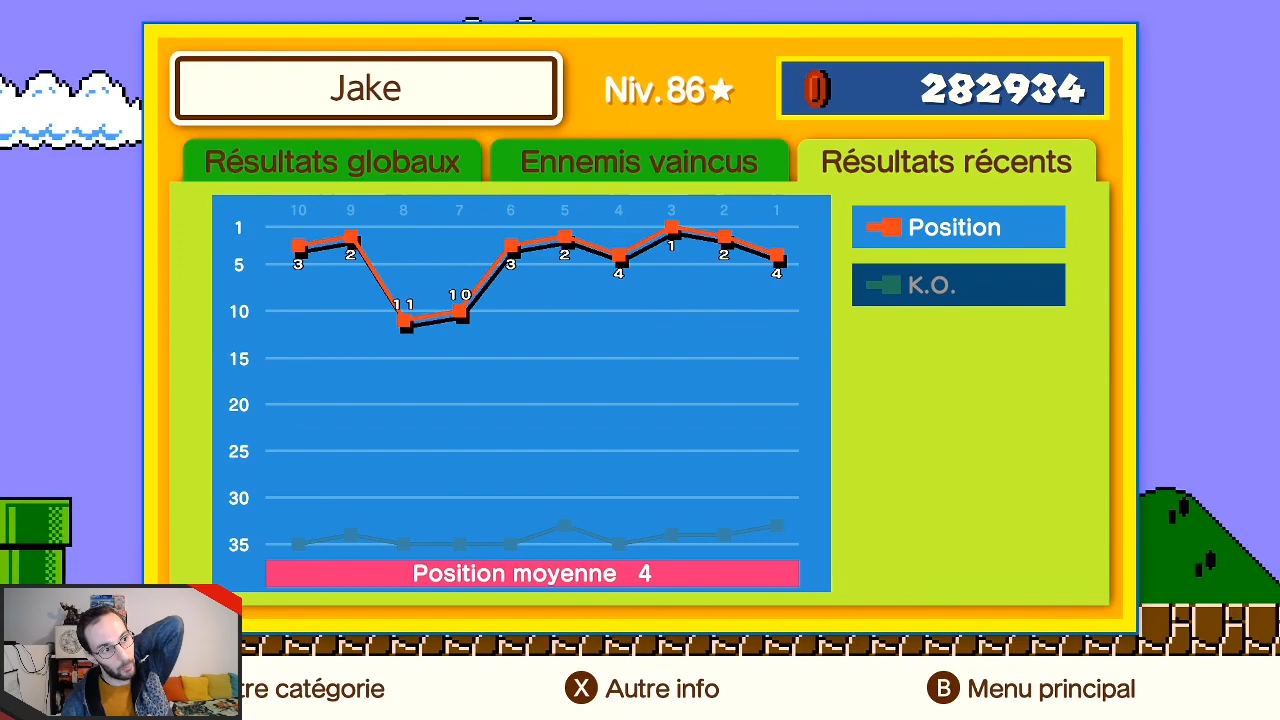 Jake
Niv.86★
282934
Résultats globaux
Ennemis vaincus
Résultats récents
10 9 8 7 6 5 4 3 2 1
1
5
10
15
20
25
30
35
3 2 11 10 3 2 4 1 2 4
Position
K.O.
Position moyenne 4
tre catégorie
X Autre info
B Menu principal